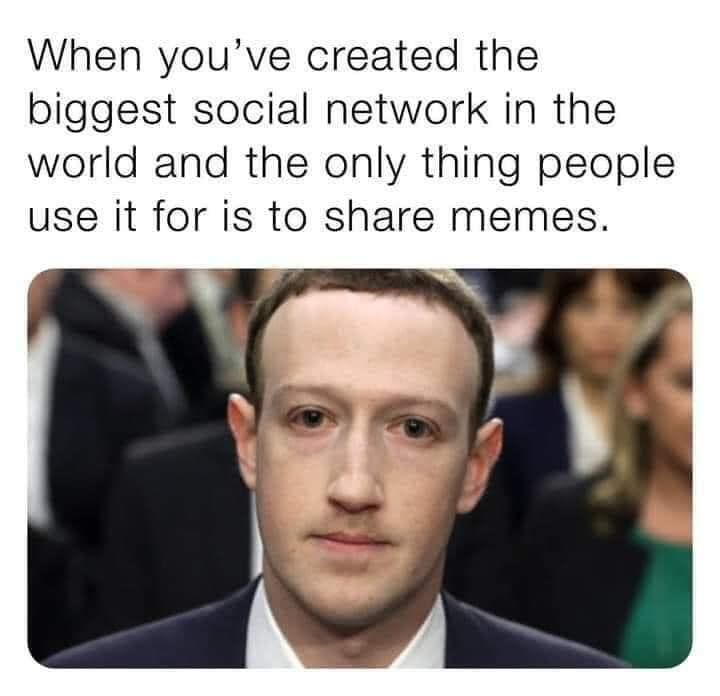 When you’ve created the
biggest social network in the
world and the only thing people
use it for is to share memes.